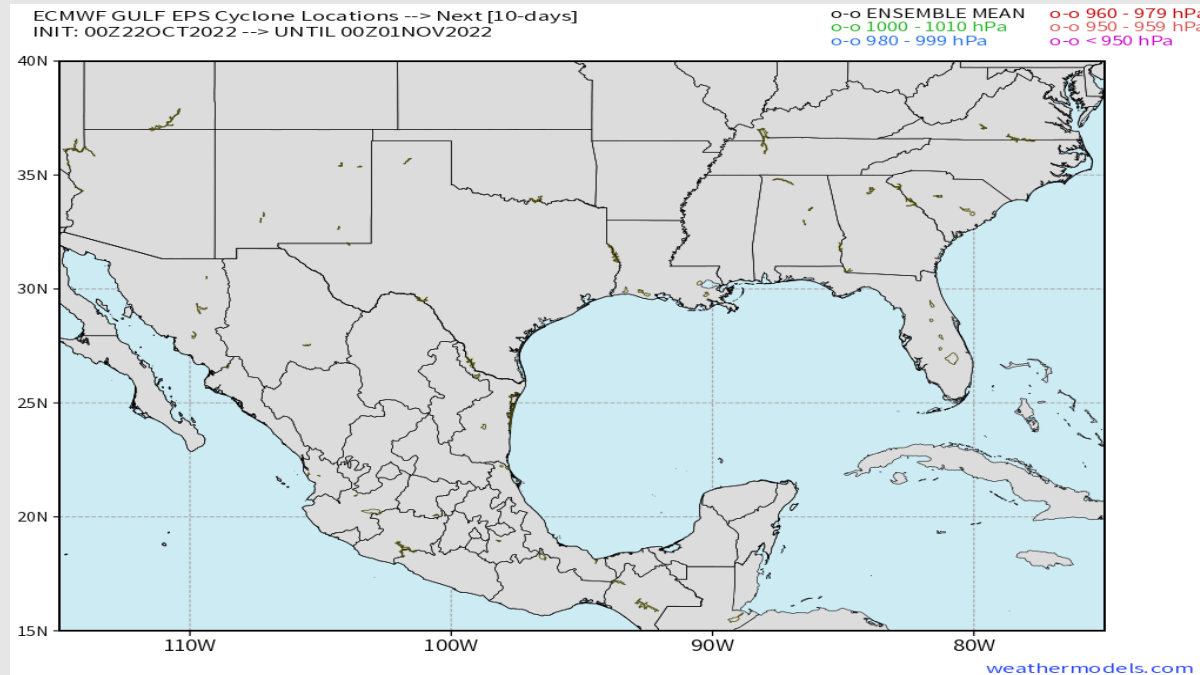 ECMWF GULF EPS Cyclone Locations --> Next [10-days]
INIT: 00Z22OCT2022 --> UNTIL 00Z01NOV2022
o-o ENSEMBLE MEAN
o-o 1000 - 1010 hPa
o-o 980 - 999 hPa
o-o 960 - 979 hPa
o-o 950 - 959 hPa
o-o < 950 hPa
40N
35N
30N
25N
20N
15N
110W
100W
90W
80W
weathermodels.com